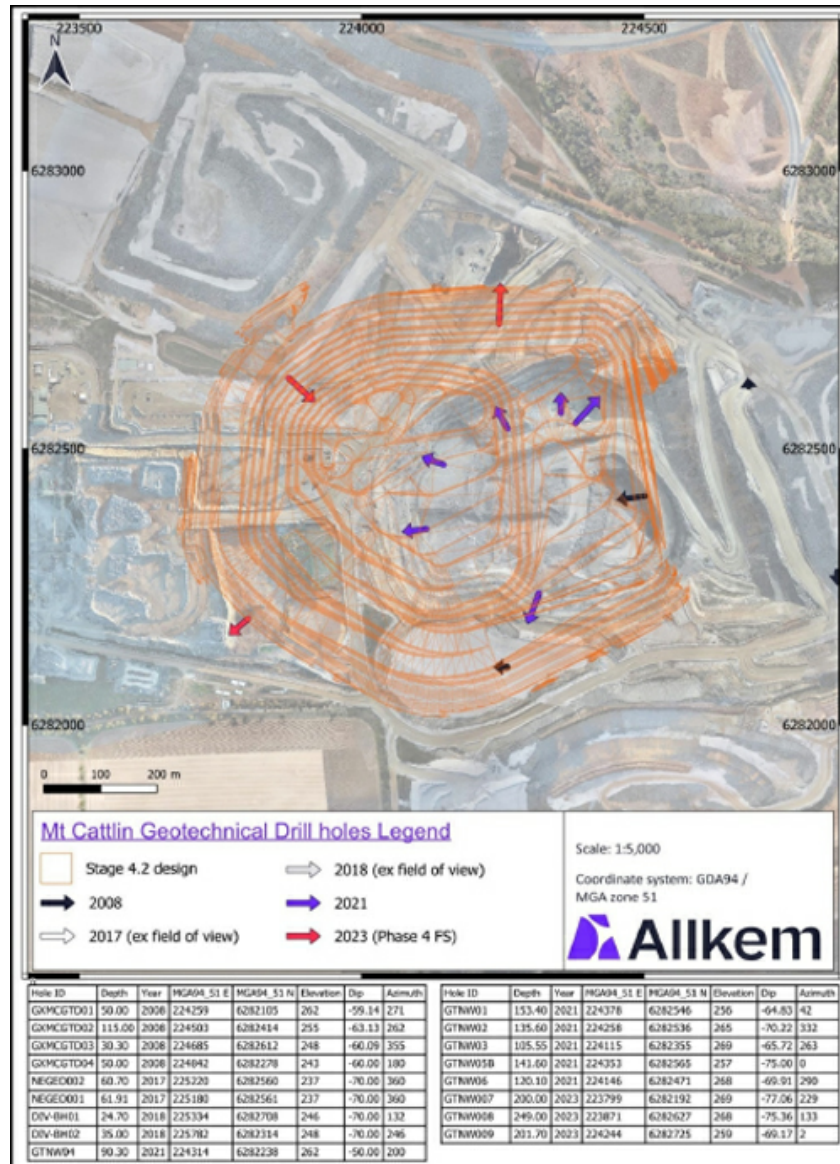 223500 224000 224500
N
6283000 6283000
6282500 6282500
6282000 6282000
0 100 200 m
Mt Cattlin Geotechnical Drill holes Legend
Stage 4.2 design
2018 (ex field of view)
2008
2021
2017 (ex field of view)
2023 (Phase 4 FS)
Scale: 1:5,000
Coordinate system: GDA94 /
MGA zone 51
Allkem
Hole ID Depth Year MGA94_51 E MGA94_51 N Elevation Dip Azimuth
GXMCGTD01 50.00 2008 224259 6282105 262 -59.14 271
GXMCGTD02 115.00 2008 224503 6282414 255 -63.13 262
GXMCGTD03 30.30 2008 224685 6282612 248 -60.09 355
GXMCGTD04 50.00 2008 224842 6282278 243 -60.00 180
NEGEO002 60.70 2017 225220 6282560 237 -70.00 360
NEGEO001 61.91 2017 225180 6282561 237 -70.00 360
DIV-BH01 24.70 2018 225334 6282708 246 -70.00 132
DIV-BH02 35.00 2018 225782 6282314 248 -70.00 246
GTNW04 90.30 2021 224314 6282238 262 -50.00 200
Hole ID Depth Year MGA94_51 E MGA94_51 N Elevation Dip Azimuth
GTNW01 153.40 2021 224378 6282546 256 -64.83 42
GTNW02 135.60 2021 224258 6282536 265 -70.22 332
GTNW03 105.55 2021 224115 6282355 269 -65.72 263
GTNW05B 141.60 2021 224353 6282565 257 -75.00 0
GTNW06 120.10 2021 224146 6282471 268 -69.91 290
GTNW007 200.00 2023 223799 6282192 269 -77.06 229
GTNW008 249.00 2023 223871 6282627 268 -75.36 133
GTNW009 201.70 2023 224244 6282725 259 -69.17 2